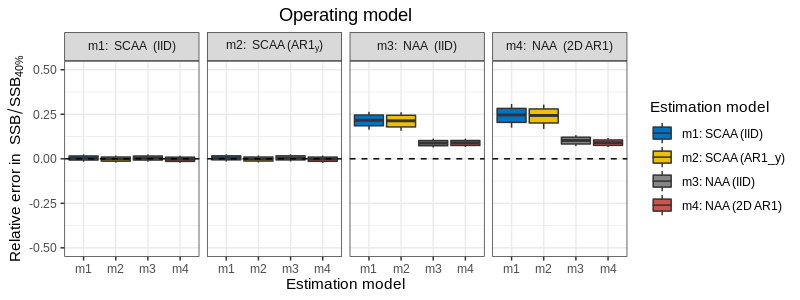 Operating model
m1: SCAA (IID)
m2: SCAA (AR1y)
m3: NAA (IID)
m4: NAA (2D AR1)
Relative error in SSB/SSB40%
0.50
0.25
0.00
-0.25
-0.50
m1 m2 m3 m4
m1 m2 m3 m4
m1 m2 m3 m4
m1 m2 m3 m4
Estimation model
Estimation model
m1: SCAA (IID)
m2: SCAA (AR1_y)
m3: NAA (IID)
m4: NAA (2D AR1)